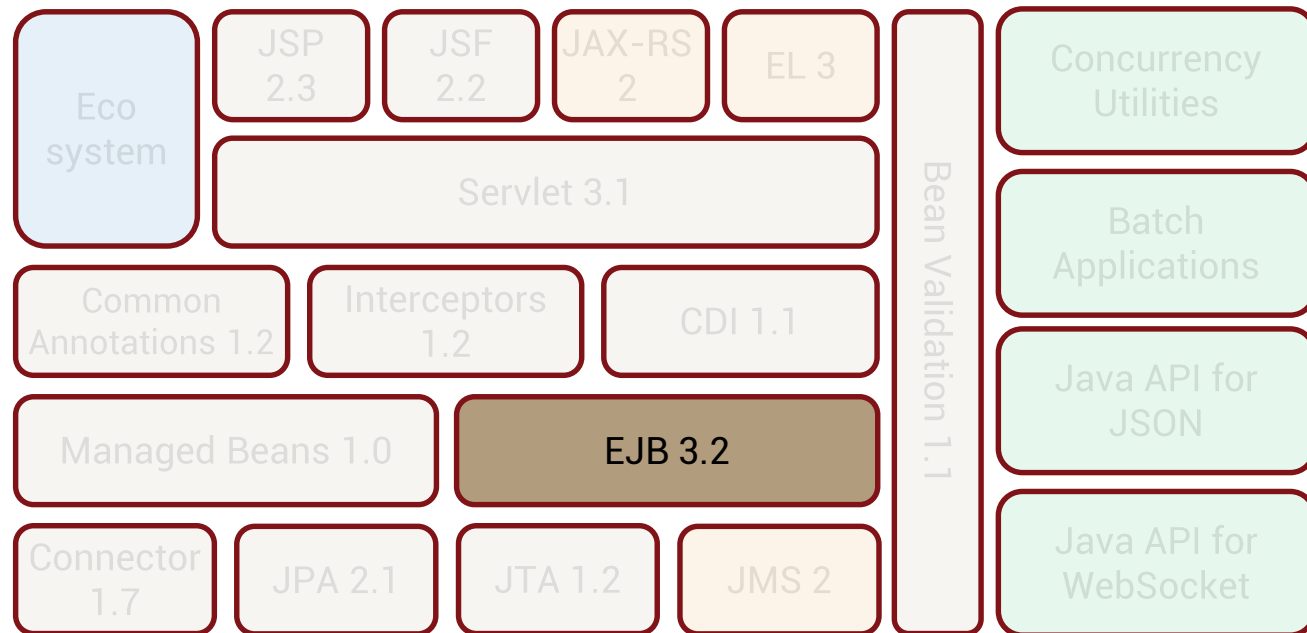 Eco
system
JSP
2.3
JSF
2.2
JAX-RS
2
EL 3
Servlet 3.1
Common
Annotations 1.2
Interceptors
1.2
CDI 1.1
Managed Beans 1.0
EJB 3.2
Connector
1.7
JPA 2.1
JTA 1.2
JMS 2
Bean Validation 1.1
Concurrency
Utilities
Batch
Applications
Java API for
JSON
Java API for
WebSocket